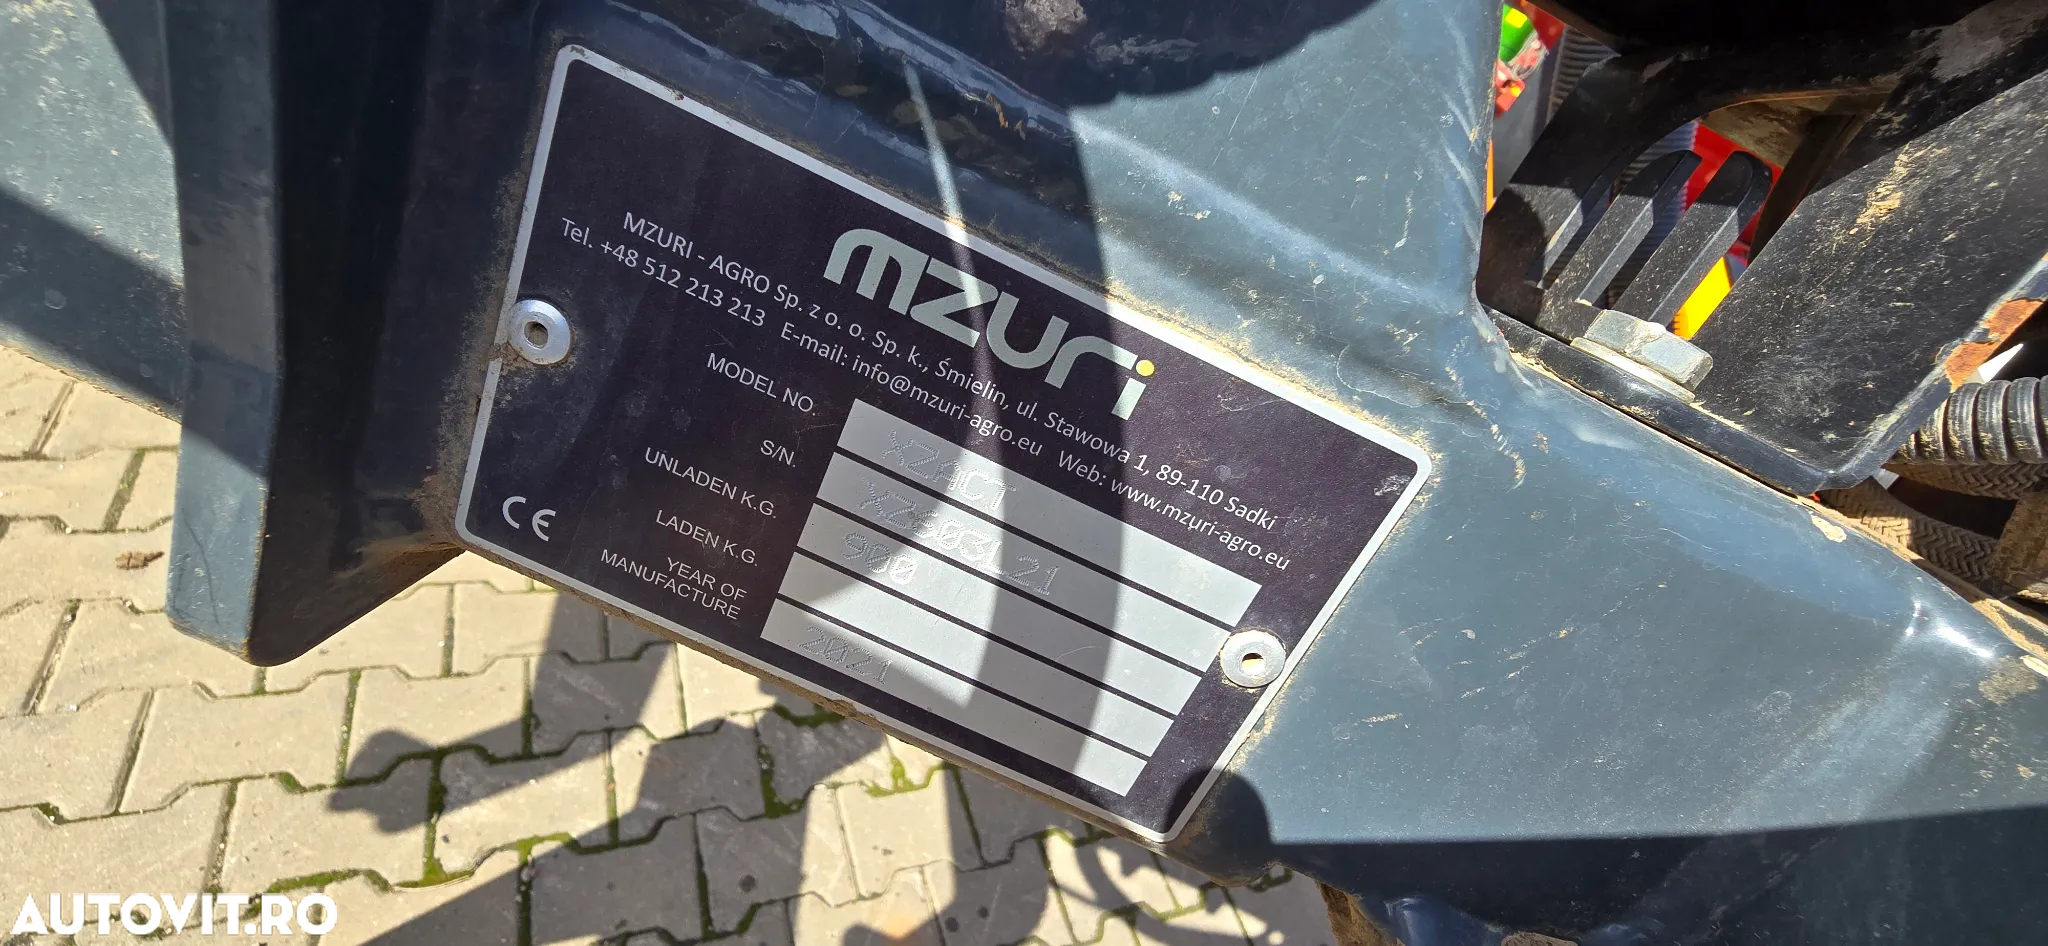 mzuri
MZURI - AGRO Sp. z o. o. Sp. k., Śmielin, ul. Stawowa 1, 89-110 Sadki
Tel. +48 512 213 213 E-mail: info@mzuri-agro.eu Web: www.mzuri-agro.eu
MODEL NO. XZACT
S/N.
UNLADEN K.G. 980
LADEN K.G.
YEAR OF
MANUFACTURE 2021
CE
AUTOVIT.RO